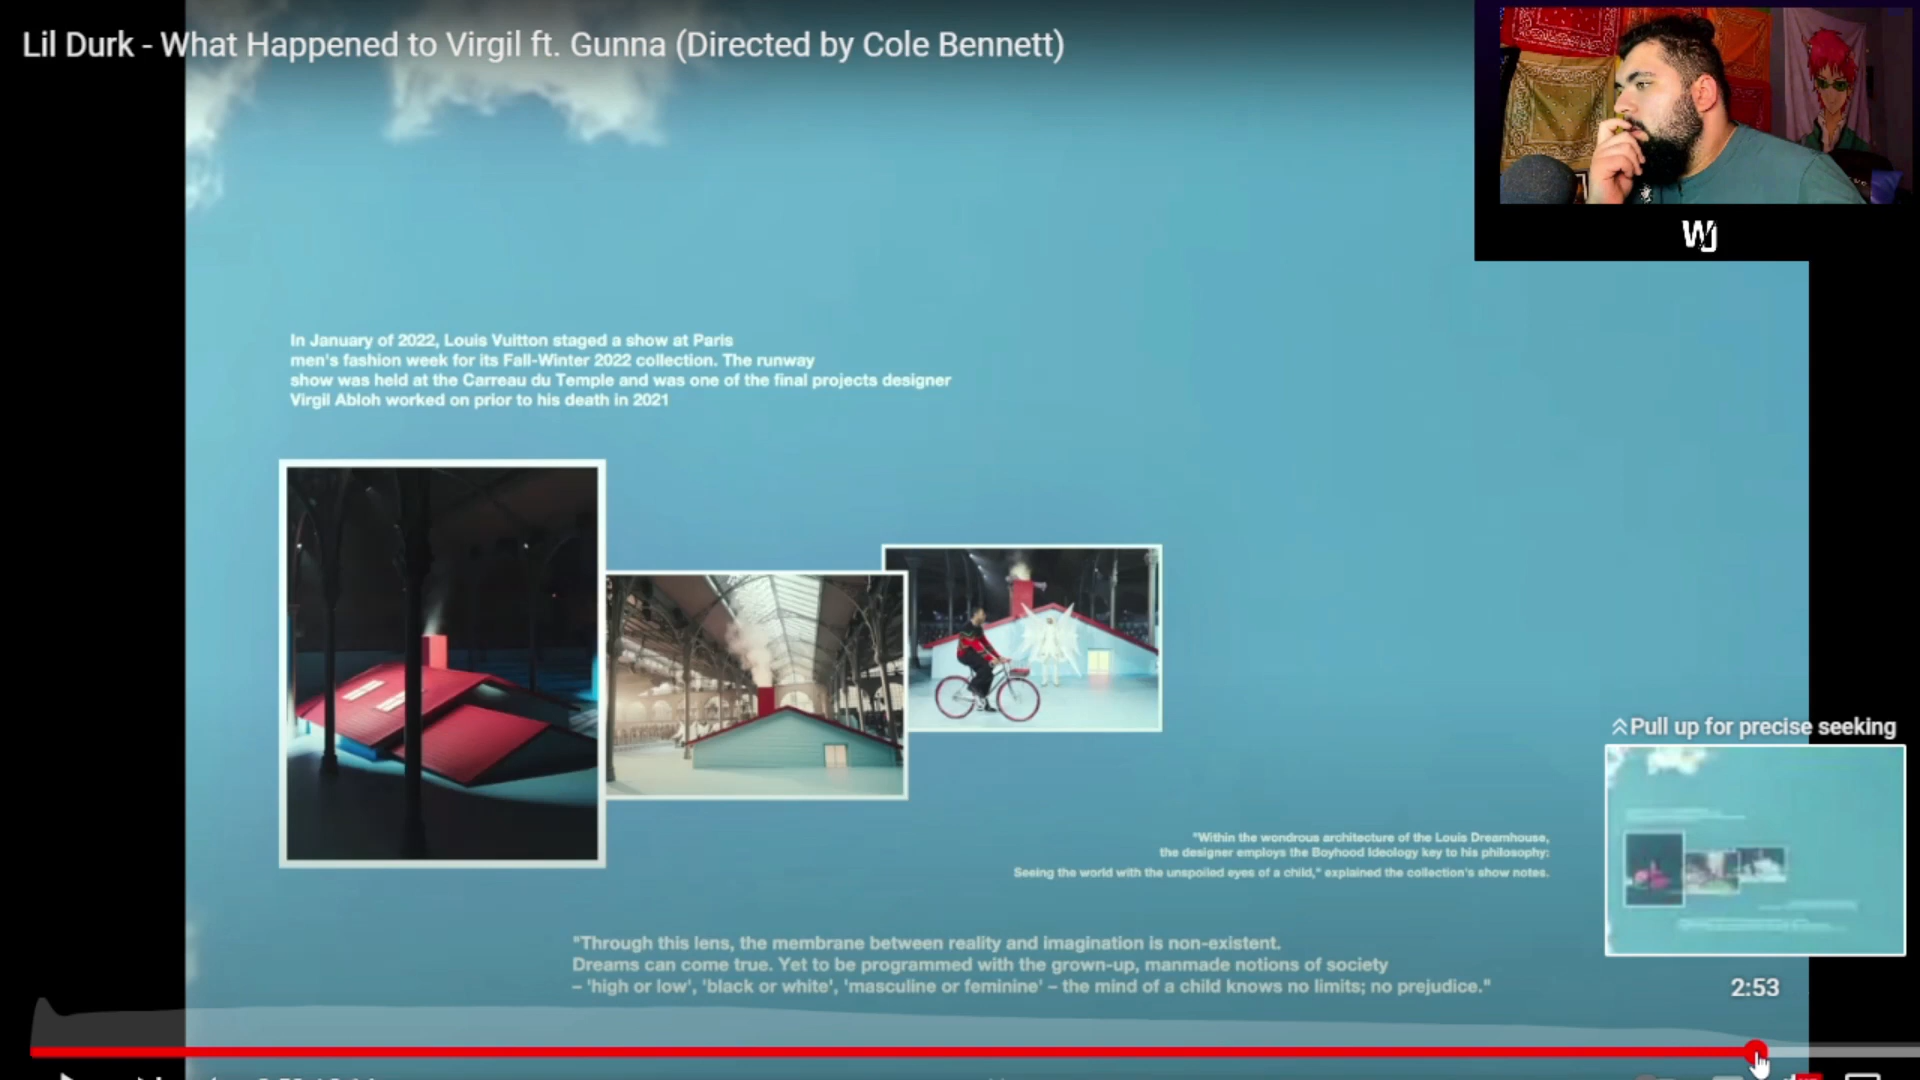 Lil Durk - What Happened to Virgil ft. Gunna (Directed by Cole Bennett)
WJ
In January of 2022, Louis Vuitton staged a show at Paris
men's fashion week for its Fall-Winter 2022 collection. The runway
show was held at the Carreau du Temple and was one of the final projects designer
Virgil Abloh worked on prior to his death in 2021
Pull up for precise seeking
"Within the wondrous architecture of the Louis Dreamhouse,
the designer employs the Boyhood Ideology key to his philosophy:
Seeing the world with the unspoiled eyes of a child," explained the collection's show notes.
"Through this lens, the membrane between reality and imagination is non-existent.
Dreams can come true. Yet to be programmed with the grown-up, manmade notions of society
– 'high or low', 'black or white', 'masculine or feminine' – the mind of a child knows no limits; no prejudice."
2:53